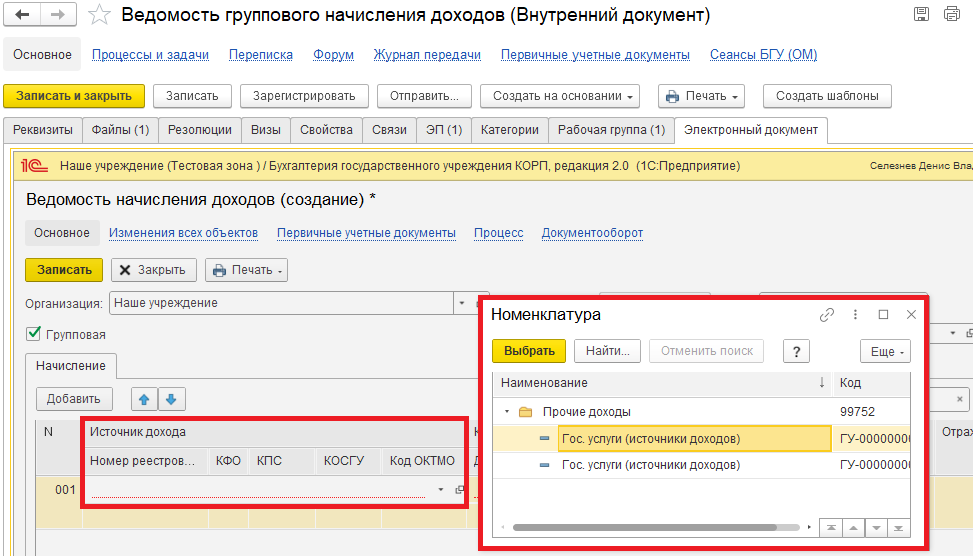 Ведомость группового начисления доходов (Внутренний документ)
Основное Процессы и задачи Переписка Форум Журнал передачи Первичные учетные документы Сеансы БГУ (ОМ)
Записать и закрыть Записать Зарегистрировать Отправить... Создать на основании Печать Создать шаблоны
Реквизиты Файлы (1) Резолюции Визы Свойства Связи ЭП (1) Категории Рабочая группа (1) Электронный документ
1С Наше учреждение (Тестовая зона ) / Бухгалтерия государственного учреждения КОРП, редакция 2.0 (1С:Предприятие) Селезнев Денис Вла
Ведомость начисления доходов (создание) *
Основное Изменения всех объектов Первичные учетные документы Процесс Документооборот
Записать Закрыть Печать
Организация: Наше учреждение
Групповая
Начисление
Добавить
N Источник дохода
Номер реестров... КФО КПС КОСГУ Код ОКТМО
001
Отраж
Номенклатура
Выбрать Найти... Отменить поиск ? Еще
Наименование Код
Прочие доходы 99752
Гос. услуги (источники доходов) ГУ-00000000
Гос. услуги (источники доходов) ГУ-00000000